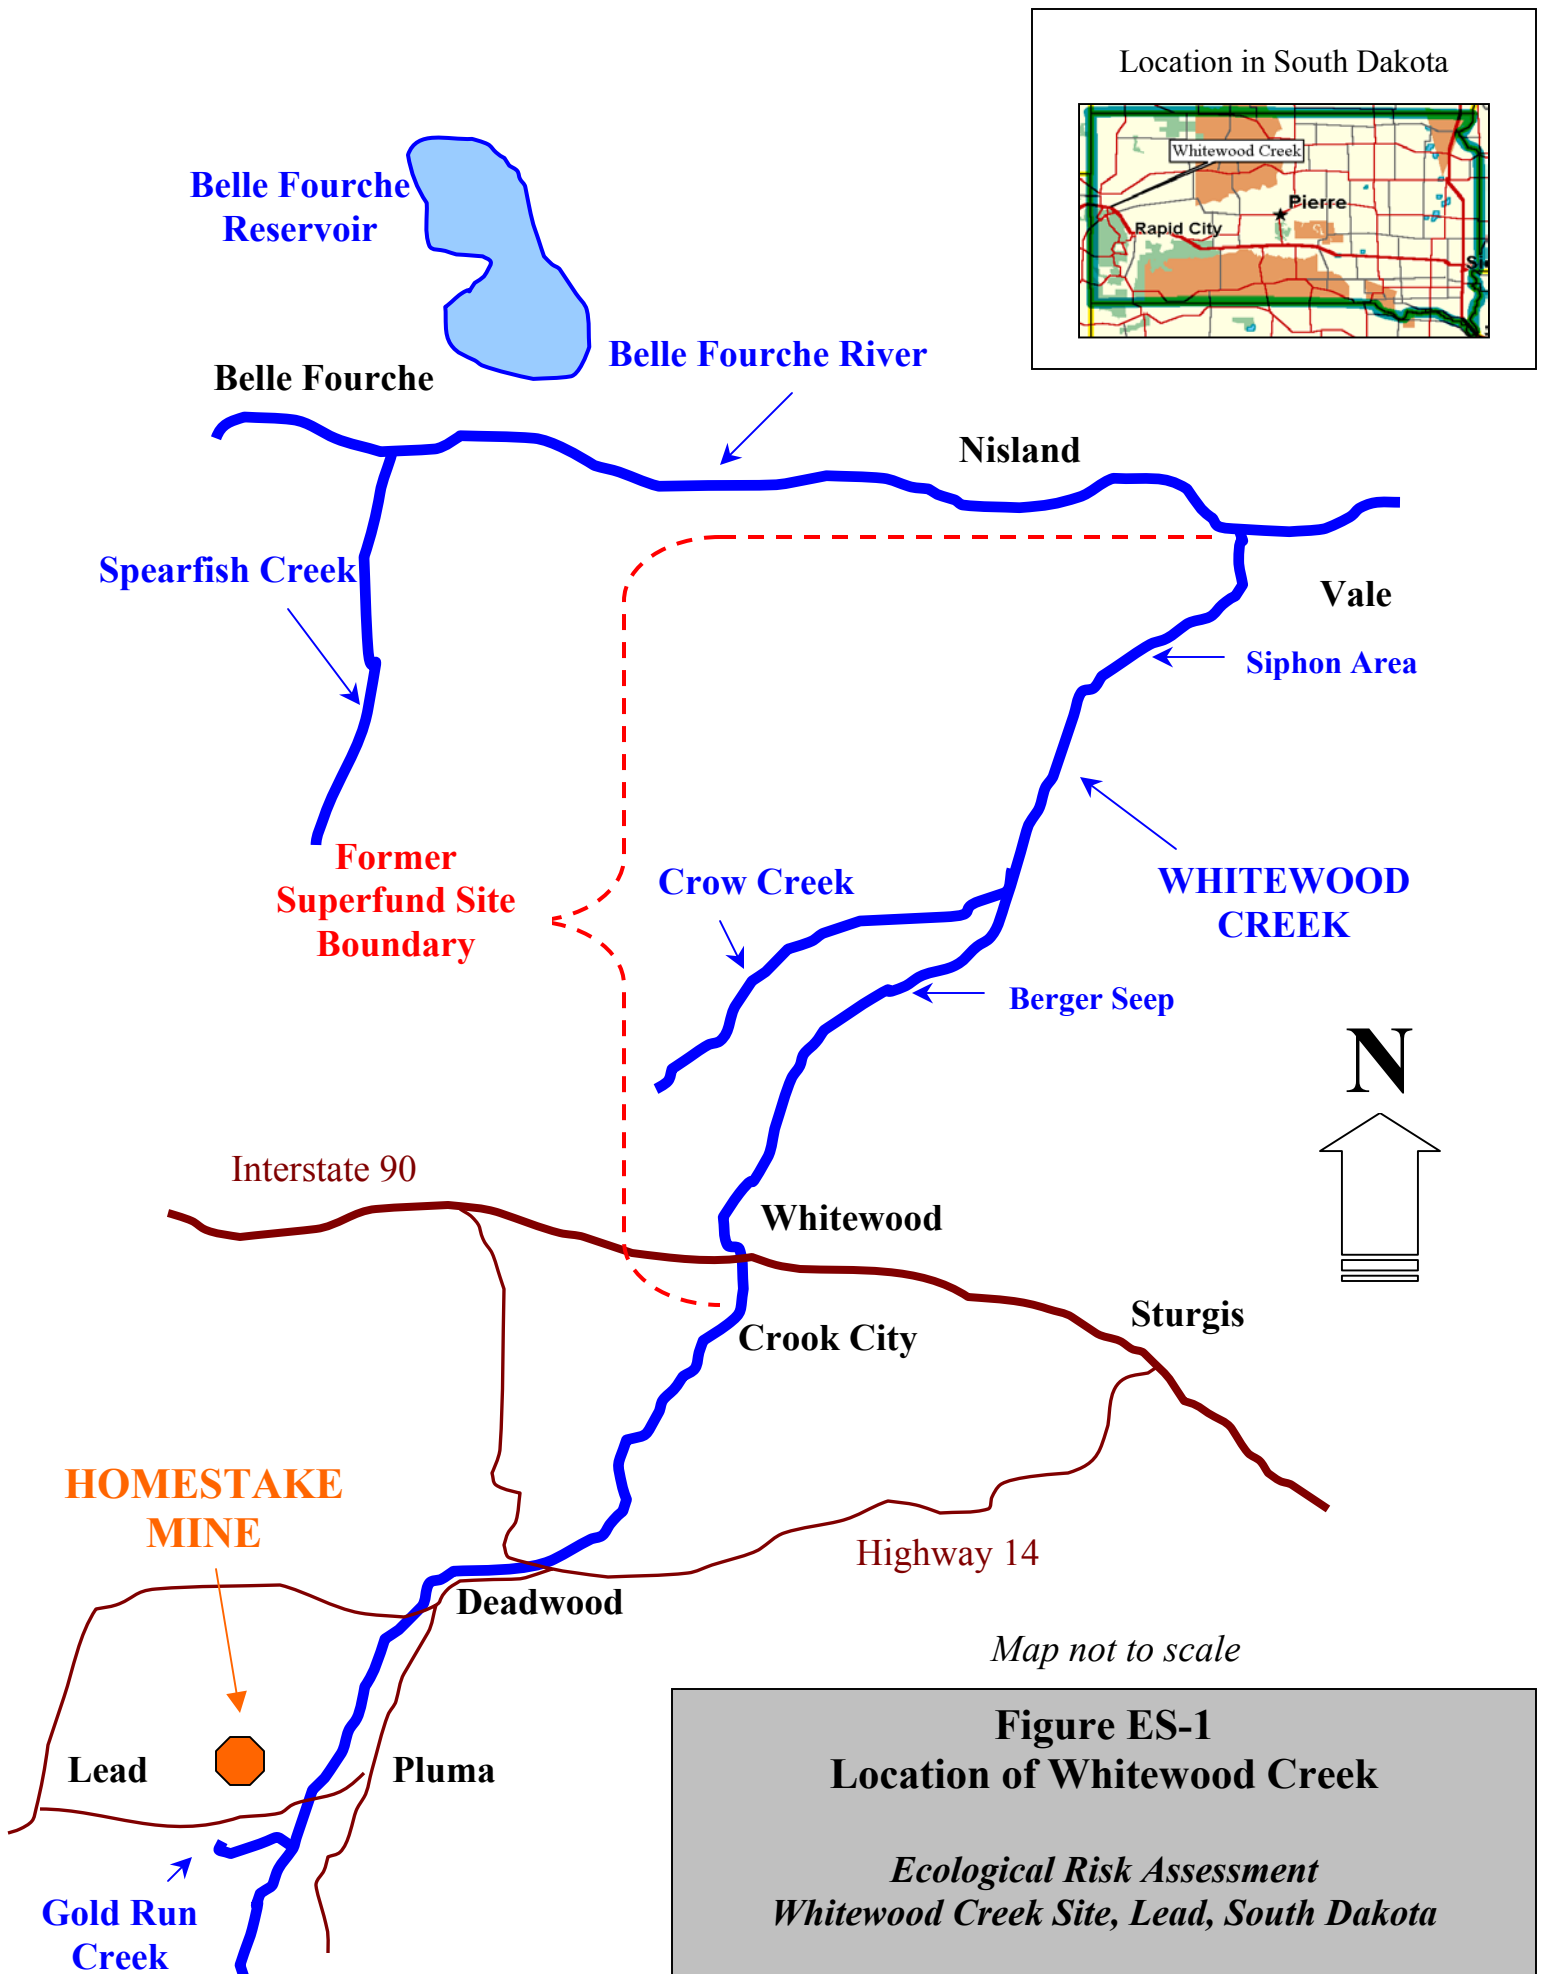 Location in South Dakota
Whitewood Creek
Pierre
Rapid City
Belle Fourche
Reservoir
Belle Fourche River
Belle Fourche
Nisland
Spearfish Creek
Vale
Siphon Area
Former
Superfund Site
Boundary
Crow Creek
WHITEWOOD
CREEK
Berger Seep
N
Interstate 90
Whitewood
Sturgis
Crook City
HOMESTAKE
MINE
Highway 14
Deadwood
Map not to scale
Lead
Pluma
Gold Run
Creek
Figure ES-1
Location of Whitewood Creek
Ecological Risk Assessment
Whitewood Creek Site, Lead, South Dakota